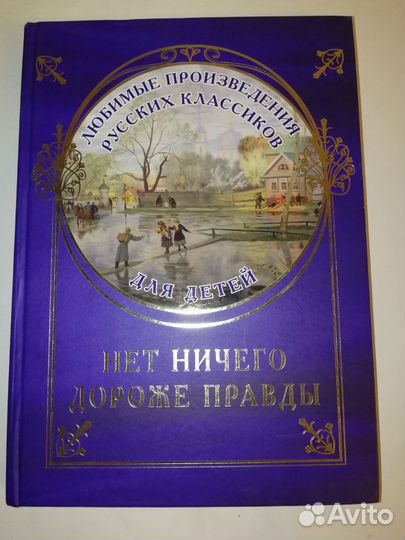 ЛЮБИМЫЕ ПРОИЗВЕДЕНИЯ
РУССКИХ КЛАССИКОВ
ДЛЯ ДЕТЕЙ
НЕТ НИЧЕГО
ДОРОЖЕ ПРАВДЫ
Avito